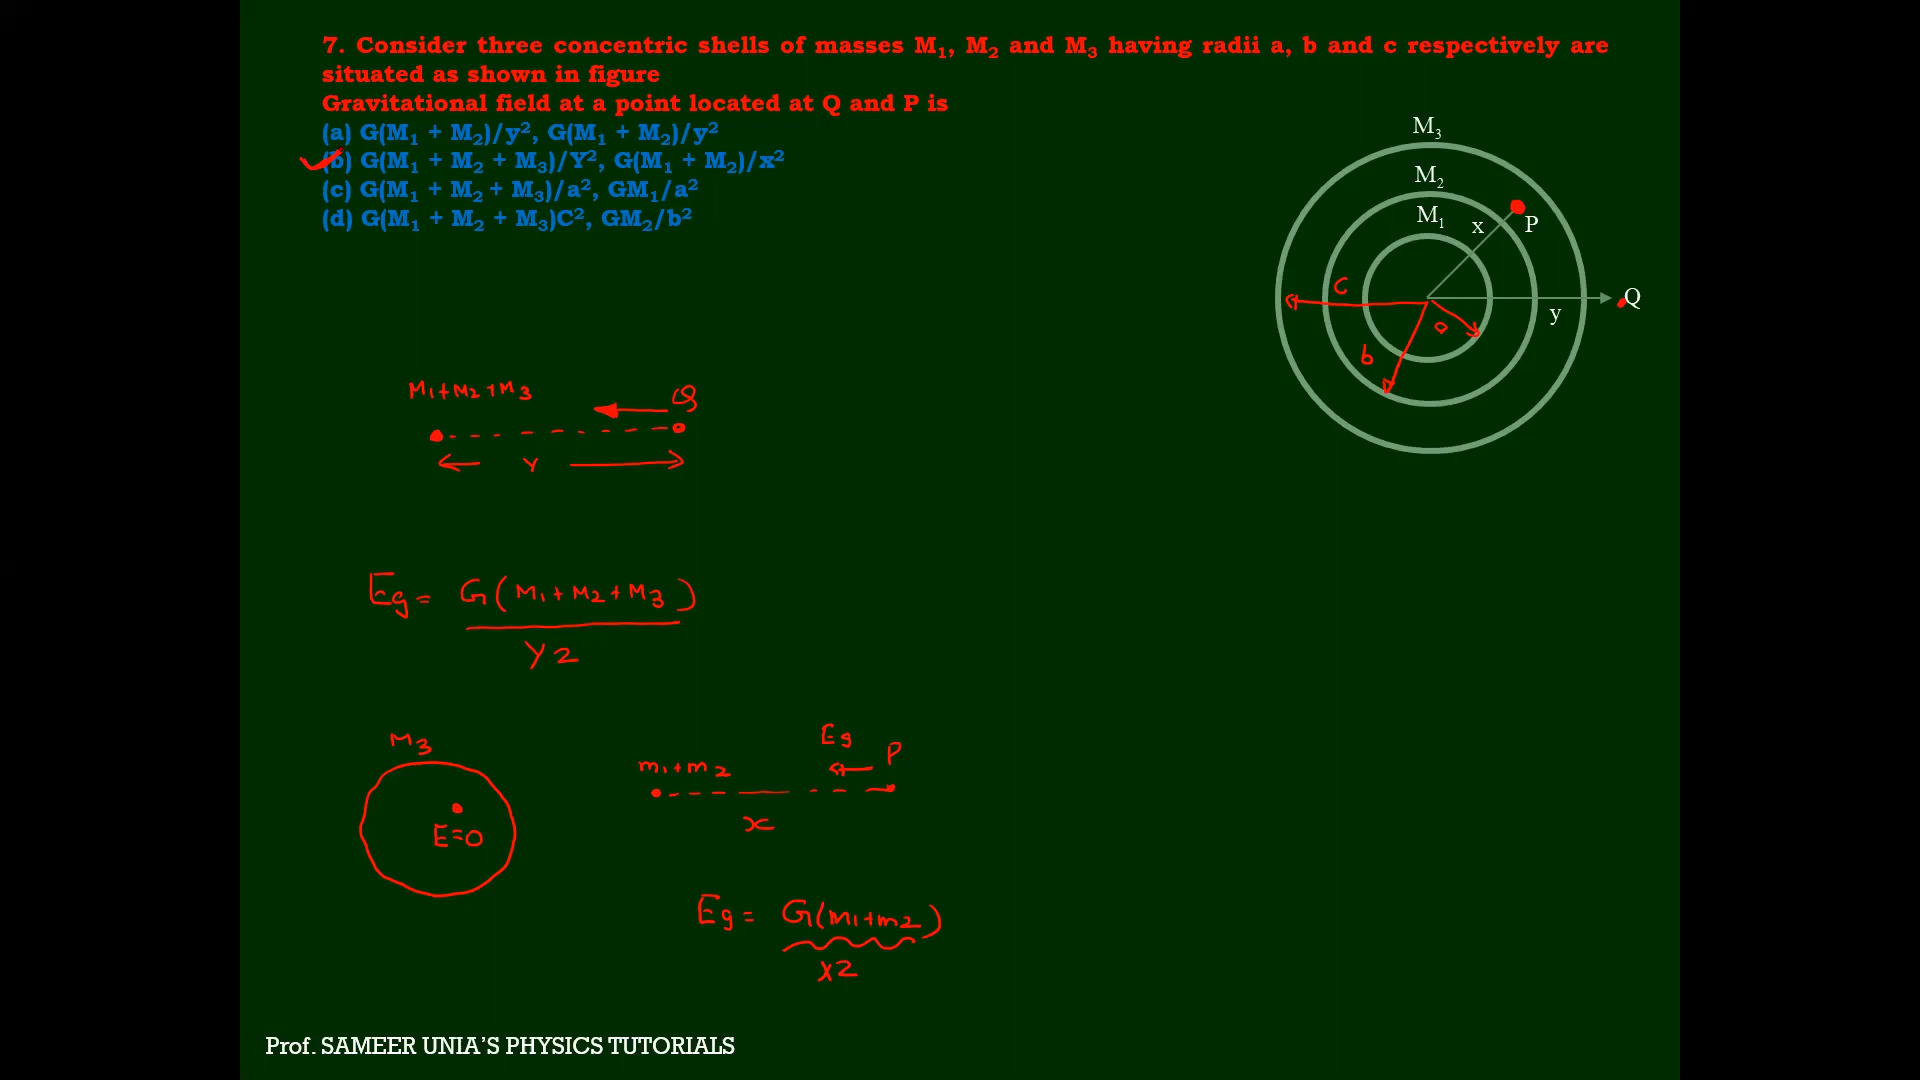 7. Consider three concentric shells of masses M₁, M₂ and M₃ having radii a, b and c respectively are
situated as shown in figure
Gravitational field at a point located at Q and P is
(a) G(M₁ + M₂)/y², G(M₁ + M₂)/y²
(b) G(M₁ + M₂ + M₃)/Y², G(M₁ + M₂)/x²
(c) G(M₁ + M₂ + M₃)/a², GM₁/a²
(d) G(M₁ + M₂ + M₃)C², GM₂/b²
M₃
M₂
M₁
x
P
C
Q
y
a
b
M₁+M₂+M₃
Q
Y
Eg = G(M₁+M₂+M₃)
Y2
M₃
E=0
Eg
P
m₁+m₂
x
Eg = G(m₁+m₂)
x2
Prof. SAMEER UNIA'S PHYSICS TUTORIALS